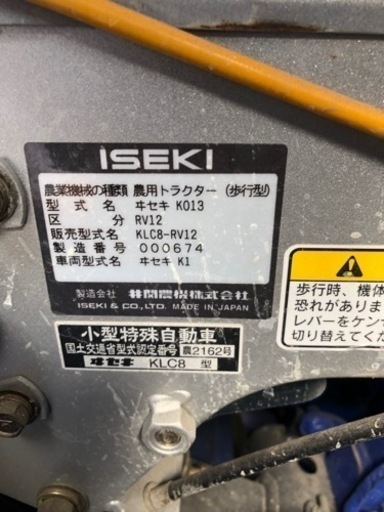 ISEKI
農業機械の種類 農用トラクター (歩行型)
型式名 ヰセキ K013
区分 RV12
販売型式名 KLC8-RV12
製造番号 000674
車両型式名 ヰセキ K1
製造会社 井関農機株式会社
ISEKI & CO., LTD. MADE IN JAPAN
小型特殊自動車
国土交通省型式認定番号 農2162号
ヰセキ KLC8 型
歩行時、機体
恐れがありま
レバーをケン
切り替えてくだ